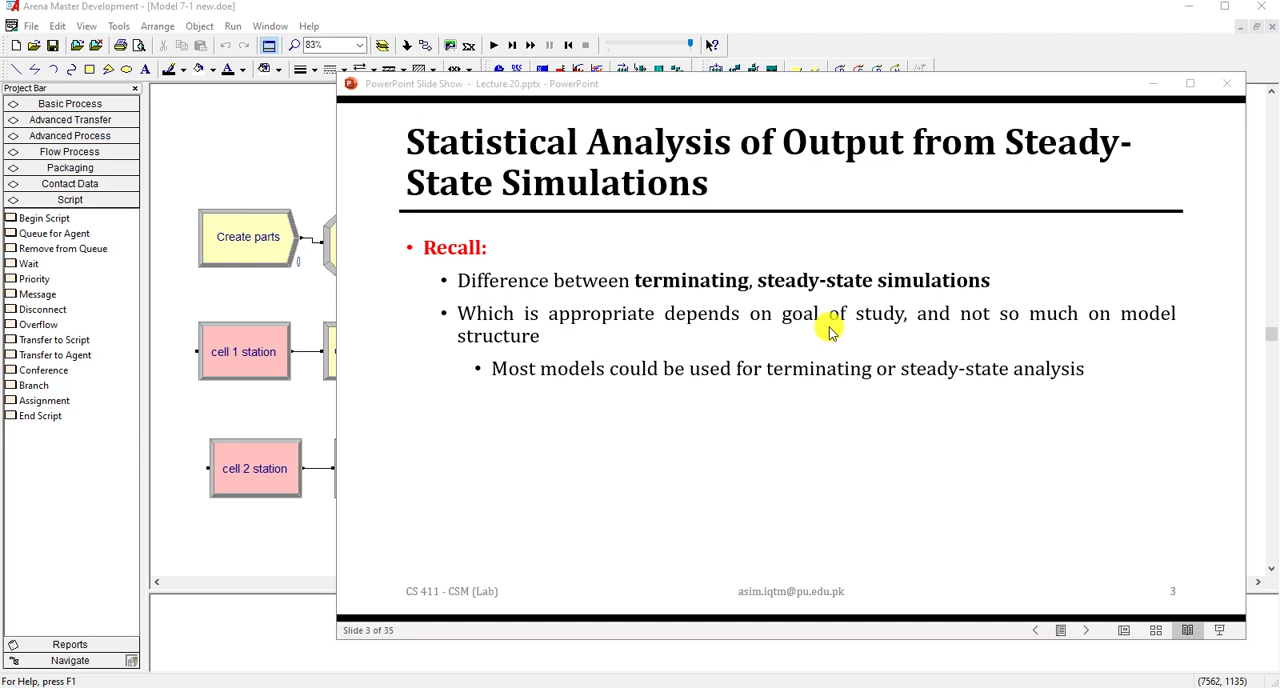 Arena Master Development - [Model 7-1 new.doe]
File Edit View Tools Arrange Object Run Window Help
83%
Project Bar
Basic Process
Advanced Transfer
Advanced Process
Flow Process
Packaging
Contact Data
Script
Begin Script
Queue for Agent
Remove from Queue
Wait
Priority
Message
Disconnect
Overflow
Transfer to Script
Transfer to Agent
Conference
Branch
Assignment
End Script
Reports
Navigate
For Help, press F1
Create parts
0
cell 1 station
cell 2 station
PowerPoint Slide Show - Lecture 20.pptx - PowerPoint
Statistical Analysis of Output from Steady-
State Simulations
• Recall:
• Difference between terminating, steady-state simulations
• Which is appropriate depends on goal of study, and not so much on model
structure
• Most models could be used for terminating or steady-state analysis
CS 411 - CSM (Lab) asim.iqtm@pu.edu.pk 3
Slide 3 of 35
(7562, 1135)